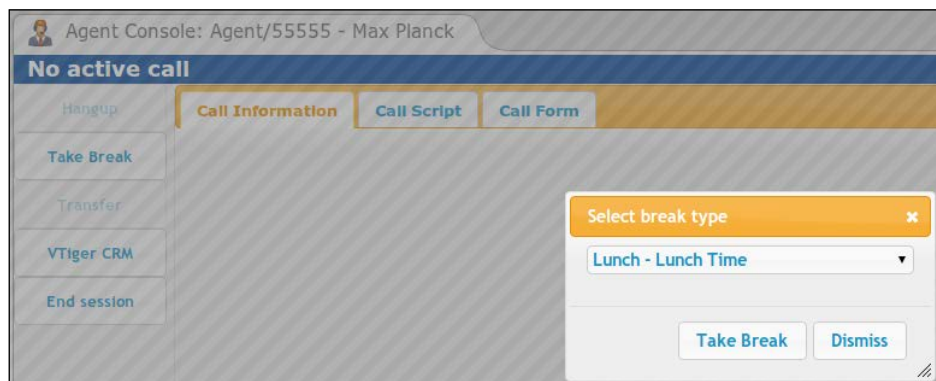 Agent Console: Agent/55555 - Max Planck
No active call
Hangup
Call Information
Call Script
Call Form
Take Break
Transfer
VTiger CRM
End session
Select break type
Lunch - Lunch Time
Take Break
Dismiss